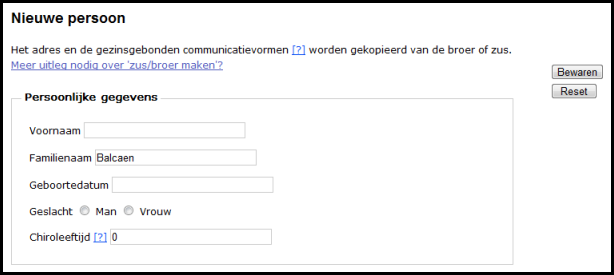 Nieuwe persoon
Het adres en de gezinsgebonden communicatievormen [?] worden gekopieerd van de broer of zus.
Meer uitleg nodig over 'zus/broer maken'?
Bewaren
Reset
Persoonlijke gegevens
Voornaam
Familienaam Balcaen
Geboortedatum
Geslacht Man Vrouw
Chiroleeftijd [?] 0